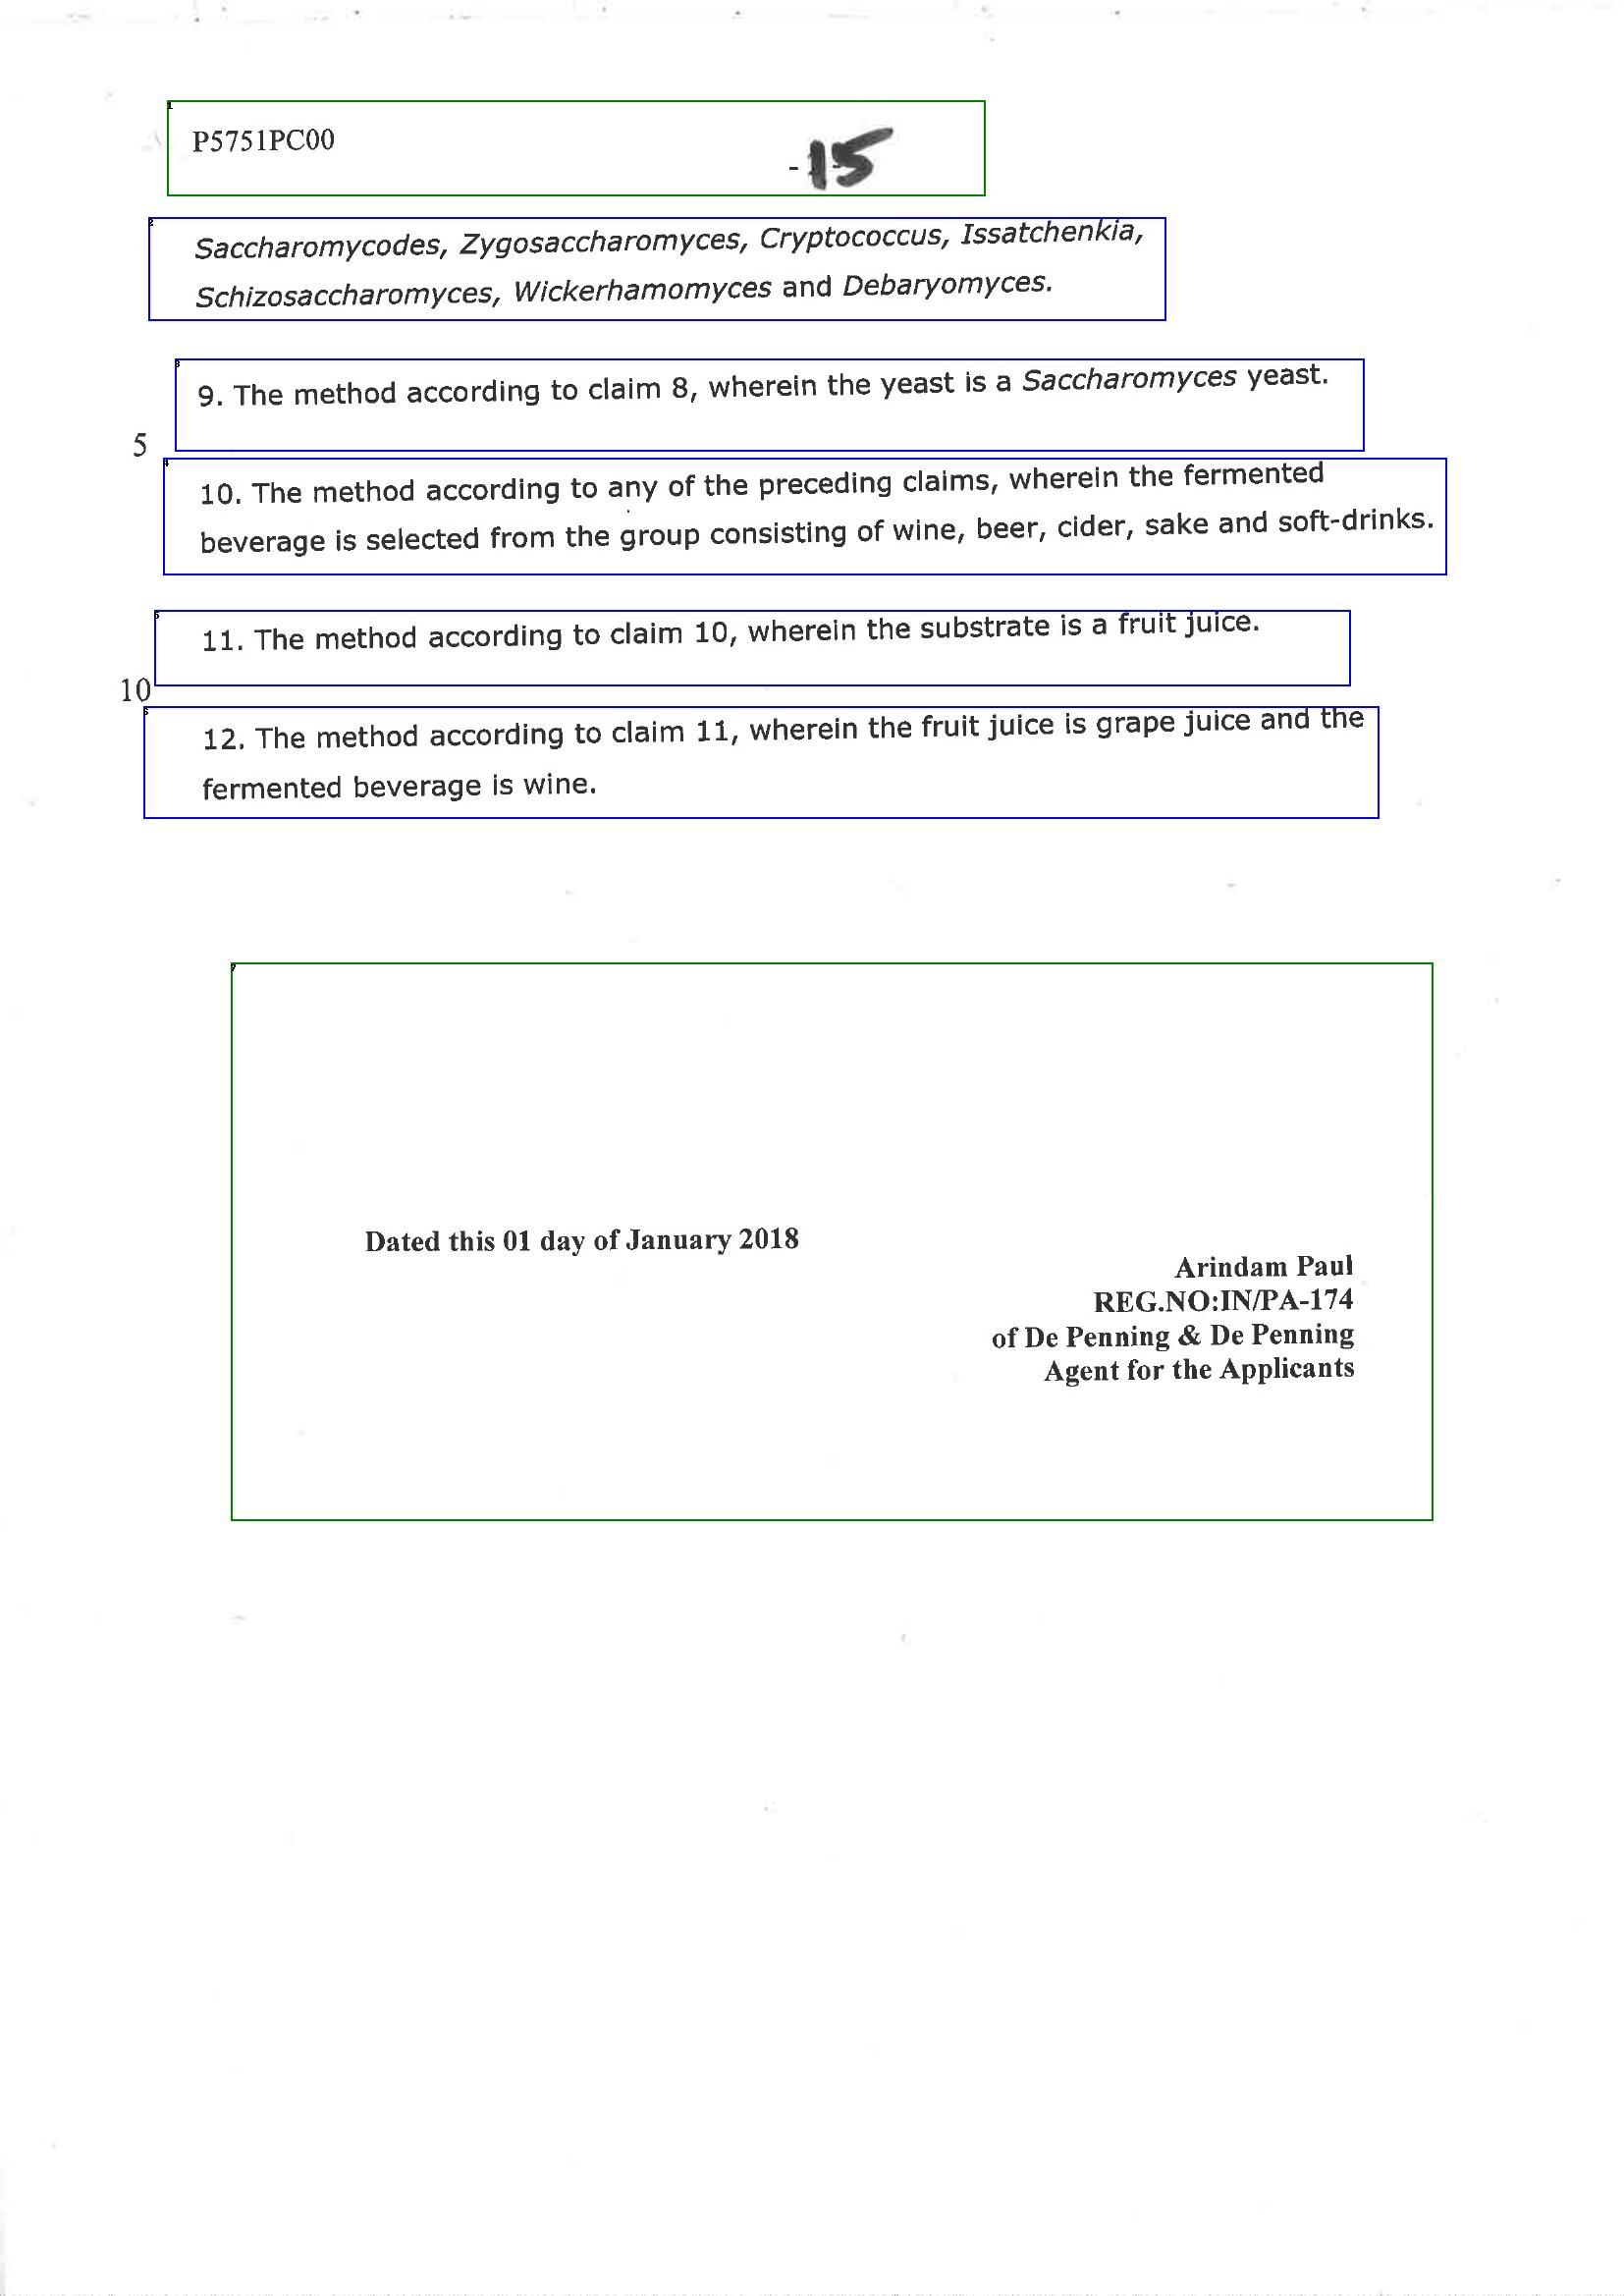 P5751PC00
-15
Saccharomycodes, Zygosaccharomyces, Cryptococcus, Issatchenkia,
Schizosaccharomyces, Wickerhamomyces and Debaryomyces.
9. The method according to claim 8, wherein the yeast is a Saccharomyces yeast.
5
10. The method according to any of the preceding claims, wherein the fermented
beverage is selected from the group consisting of wine, beer, cider, sake and soft-drinks.
11. The method according to claim 10, wherein the substrate is a fruit juice.
10
12. The method according to claim 11, wherein the fruit juice is grape juice and the
fermented beverage is wine.
Dated this 01 day of January 2018
Arindam Paul
REG.NO:IN/PA-174
of De Penning & De Penning
Agent for the Applicants